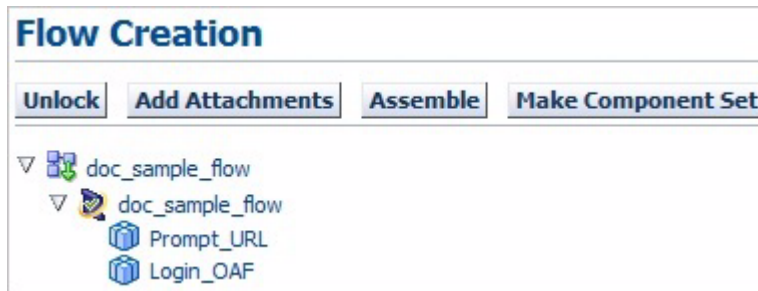 Flow Creation
Unlock Add Attachments Assemble Make Component Set
doc_sample_flow
doc_sample_flow
Prompt_URL
Login_OAF